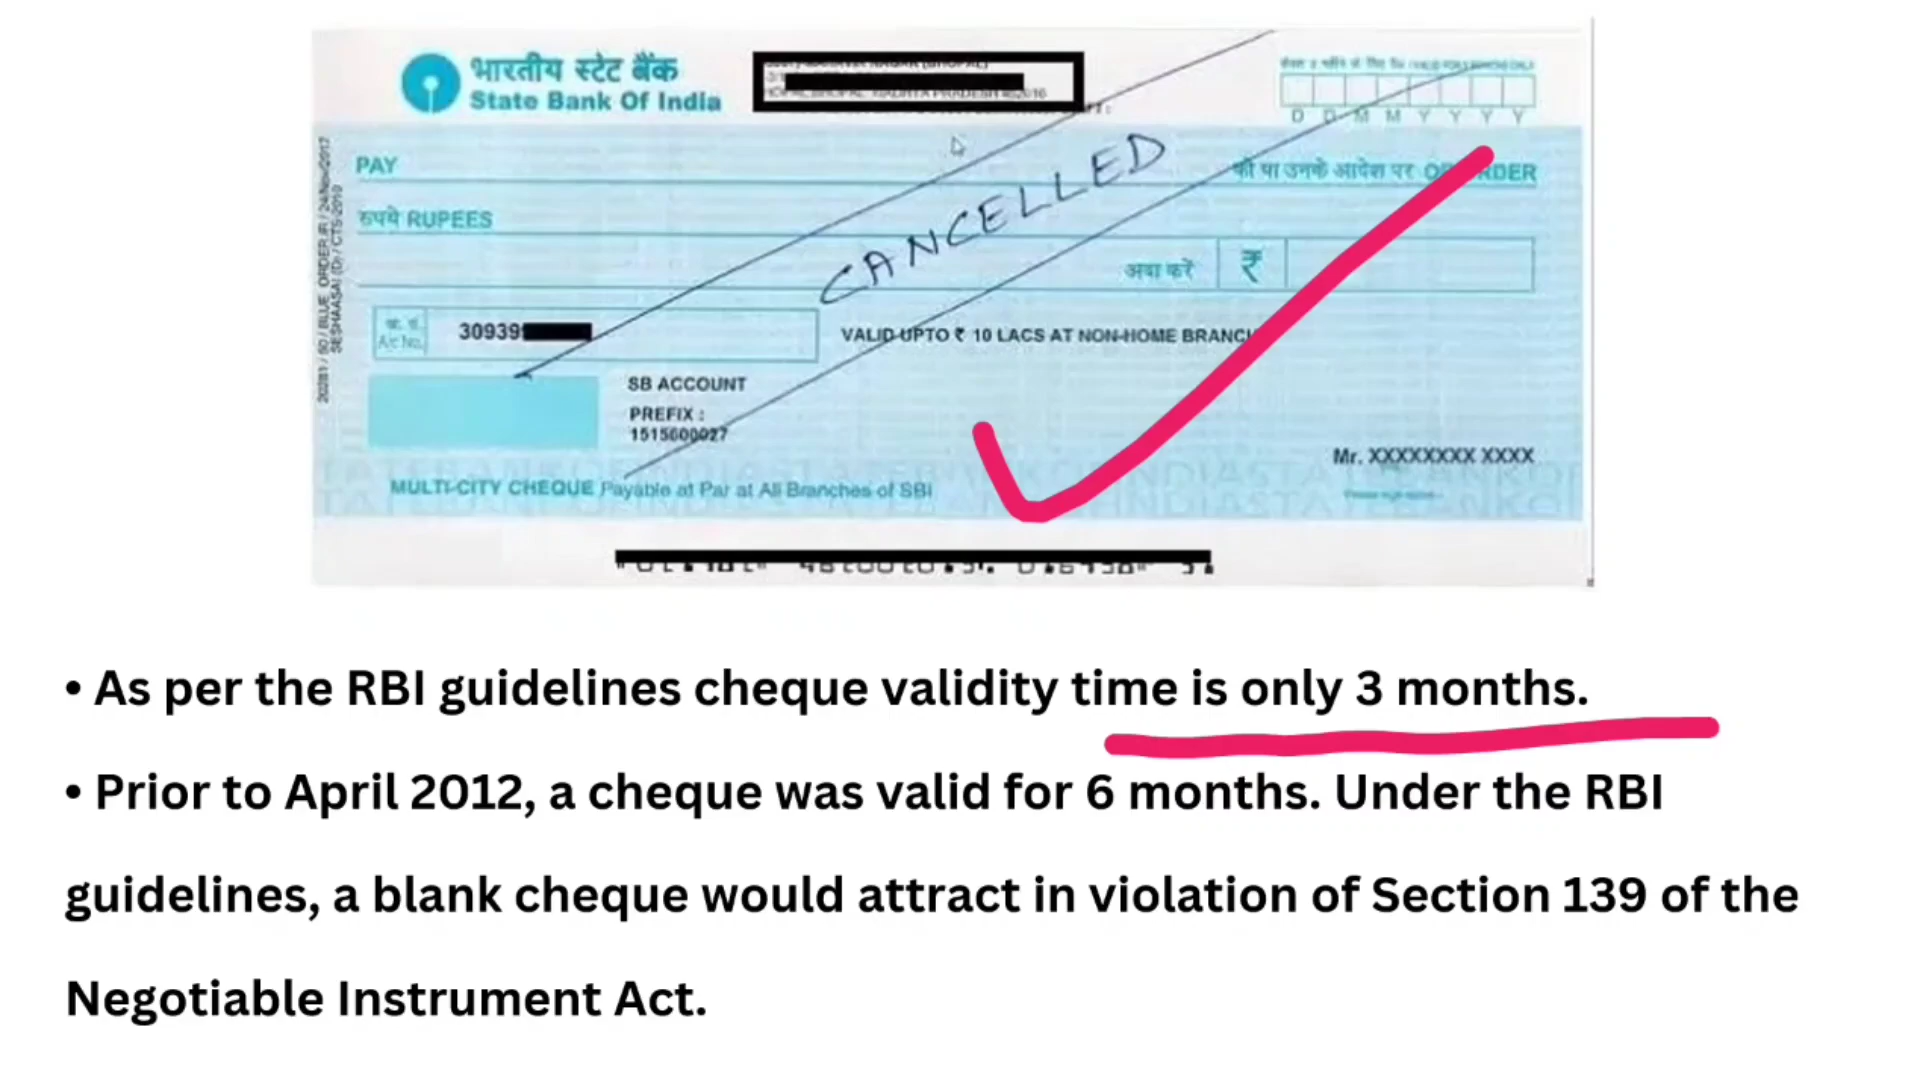 भारतीय स्टेट बैंक
State Bank Of India
D D M M Y Y Y Y
PAY
को या उनके आदेश पर OR ORDER
रुपये RUPEES
CANCELLED
अदा करें ₹
A/c No.
30939
VALID UPTO ₹ 10 LACS AT NON-HOME BRANCH
SB ACCOUNT
PREFIX :
1515600027
Mr. XXXXXXXX XXXX
MULTI-CITY CHEQUE Payable at Par at All Branches of SBI
• As per the RBI guidelines cheque validity time is only 3 months.
• Prior to April 2012, a cheque was valid for 6 months. Under the RBI
guidelines, a blank cheque would attract in violation of Section 139 of the
Negotiable Instrument Act.